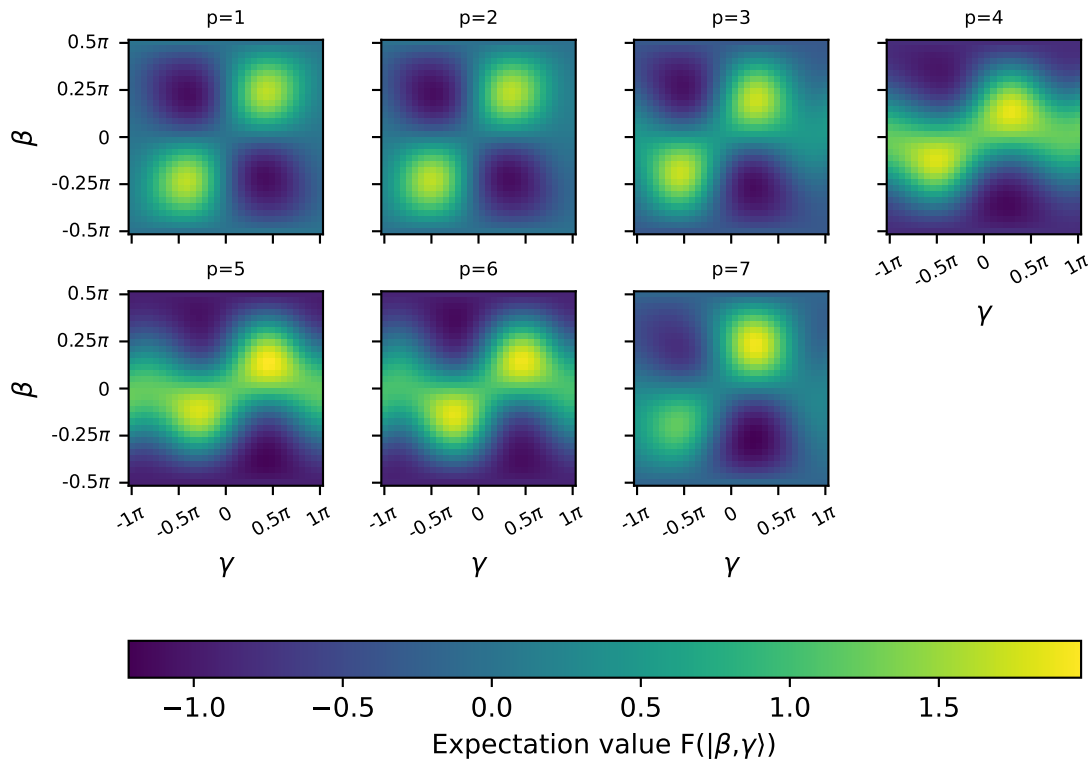 p=1 p=2 p=3 p=4
0.5π
0.25π
0
-0.25π
-0.5π
β
-1π -0.5π 0 0.5π 1π
γ
p=5 p=6 p=7
0.5π
0.25π
0
-0.25π
-0.5π
β
-1π -0.5π 0 0.5π 1π -1π -0.5π 0 0.5π 1π -1π -0.5π 0 0.5π 1π
γ γ γ
−1.0 −0.5 0.0 0.5 1.0 1.5
Expectation value F(|β,γ⟩)